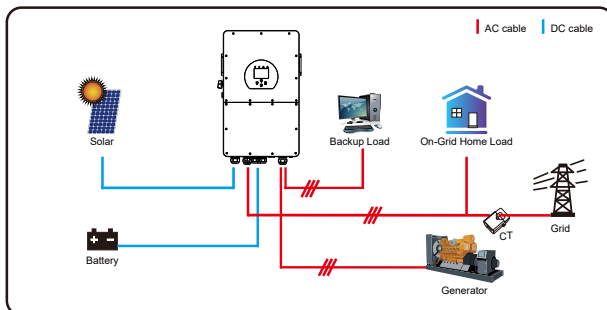 AC cable DC cable
Solar
Backup Load
On-Grid Home Load
CT
Grid
Battery
Generator